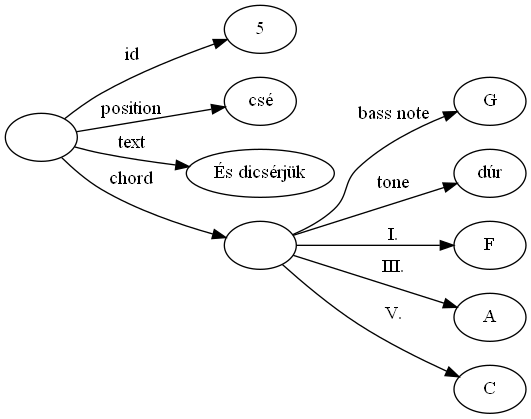 id
5
position
csé
text
És dicsérjük
chord
bass note
G
tone
dúr
I.
F
III.
A
V.
C